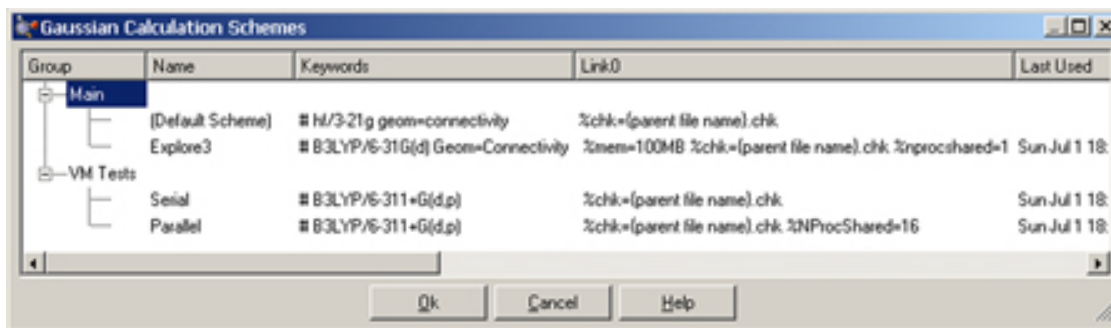 Gaussian Calculation Schemes
Group Name Keywords Link0 Last Used
Main
(Default Scheme) # hf/3-21g geom=connectivity %chk={parent file name}.chk
Explore3 # B3LYP/6-31G(d) Geom=Connectivity %mem=100MB %chk={parent file name}.chk %nprocshared=1 Sun Jul 1 18:
VM Tests
Serial # B3LYP/6-311+G(d,p) %chk={parent file name}.chk Sun Jul 1 18:
Parallel # B3LYP/6-311+G(d,p) %chk={parent file name}.chk %NProcShared=16 Sun Jul 1 18:
Ok Cancel Help